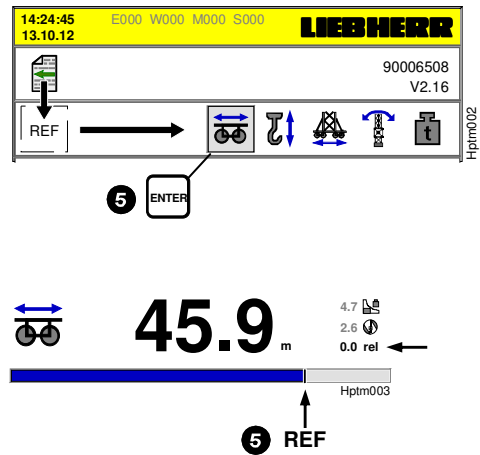 14:24:45 E000 W000 M000 S000 LIEBHERR
13.10.12
90006508
V2.16
REF
t
Hptm002
5 ENTER
45.9 m
4.7
2.6
0.0 rel
Hptm003
5 REF